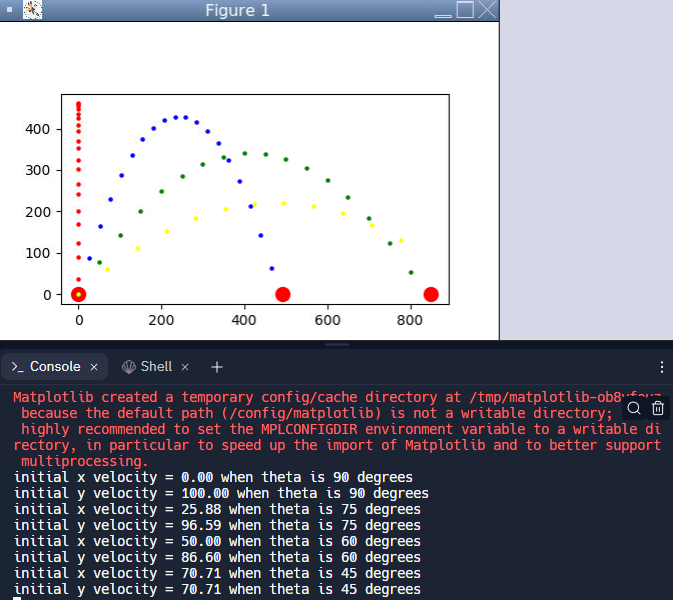 Figure 1
400
300
200
100
0
0 200 400 600 800
Console × Shell × +
Matplotlib created a temporary config/cache directory at
because the default path (/config/matplotlib) is not a writable directory;
highly recommended to set the MPLCONFIGDIR environment variable to a writable di
rectory, in particular to speed up the import of Matplotlib and to better support
multiprocessing.
initial x velocity = 0.00 when theta is 90 degrees
initial y velocity = 100.00 when theta is 90 degrees
initial x velocity = 25.88 when theta is 75 degrees
initial y velocity = 96.59 when theta is 75 degrees
initial x velocity = 50.00 when theta is 60 degrees
initial y velocity = 86.60 when theta is 60 degrees
initial x velocity = 70.71 when theta is 45 degrees
initial y velocity = 70.71 when theta is 45 degrees